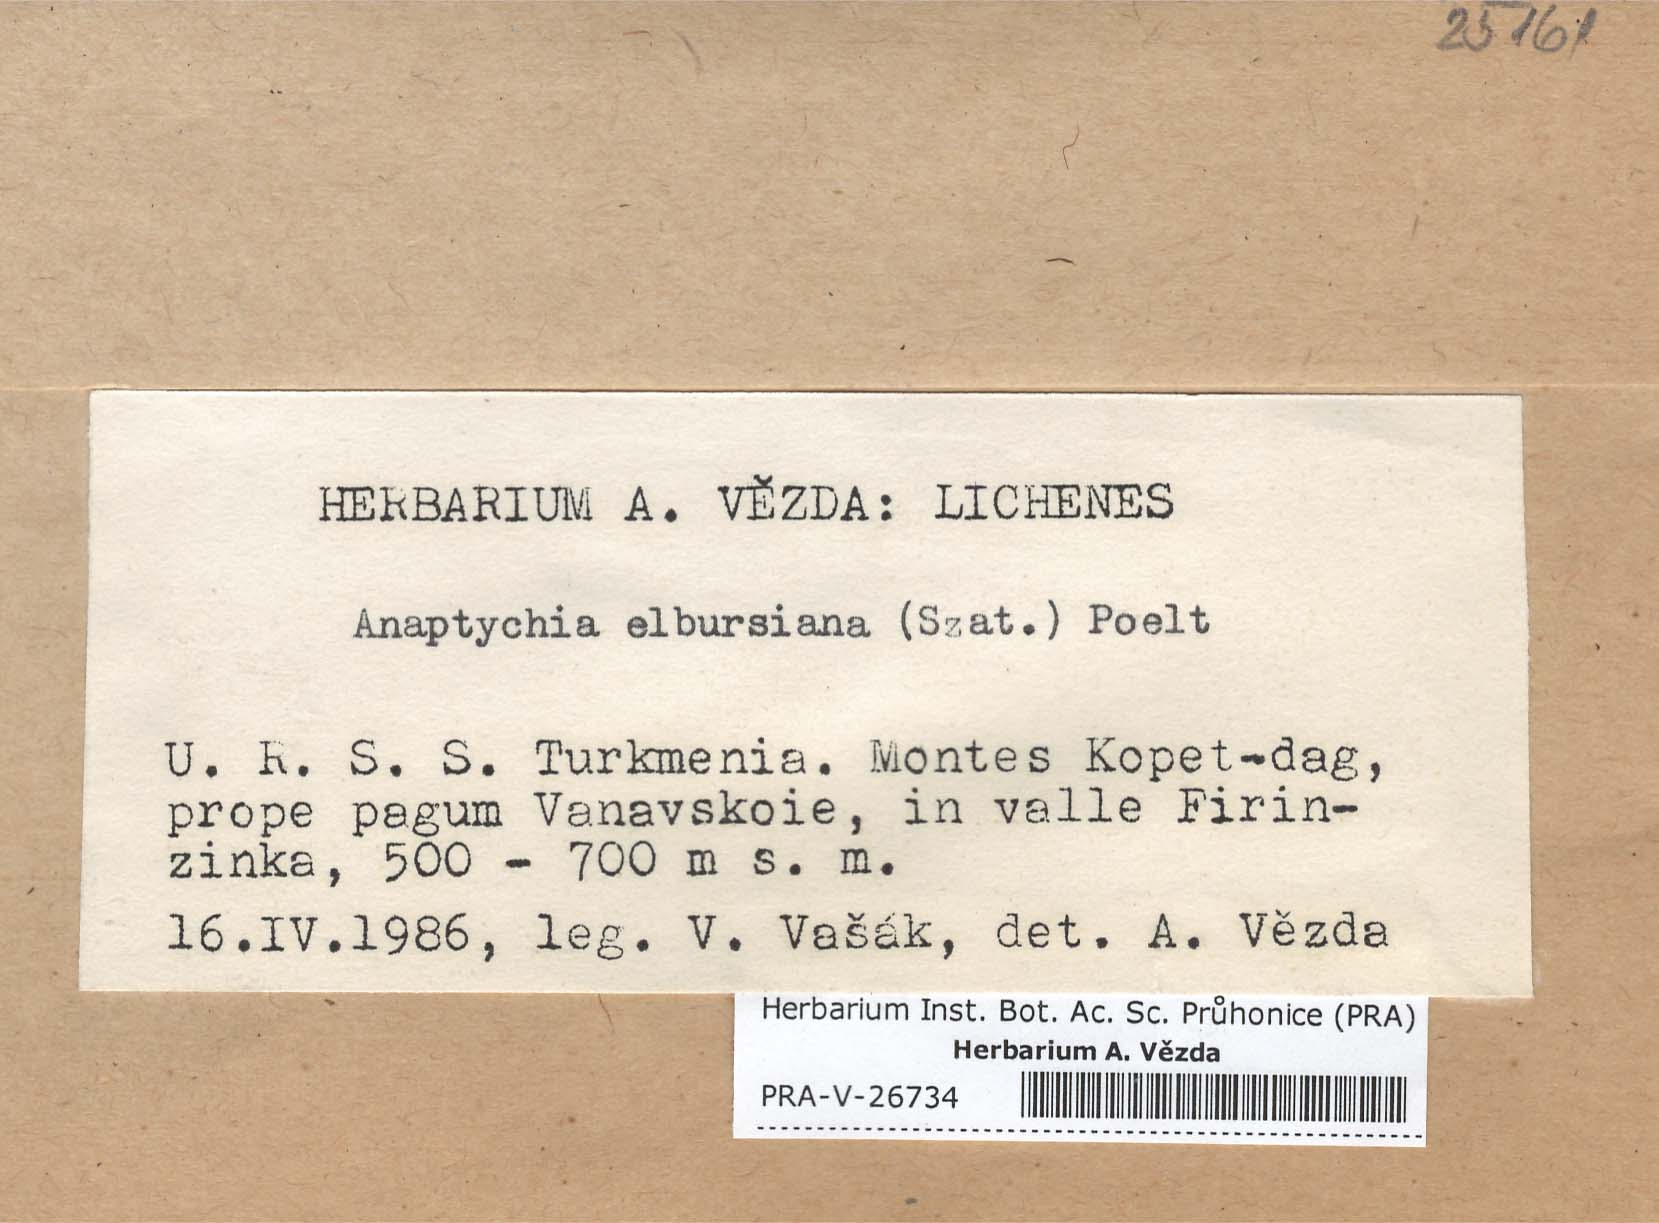 25161
HERBARIUM A. VĚZDA: LICHENES
Anaptychia elbursiana (Szat.) Poelt
U. R. S. S. Turkmenia. Montes Kopet-dag,
prope pagum Vanavskoie, in valle Firin-
zinka, 500 - 700 m s. m.
16.IV.1986, leg. V. Vašák, det. A. Vězda
Herbarium Inst. Bot. Ac. Sc. Průhonice (PRA)
Herbarium A. Vězda
PRA-V-26734